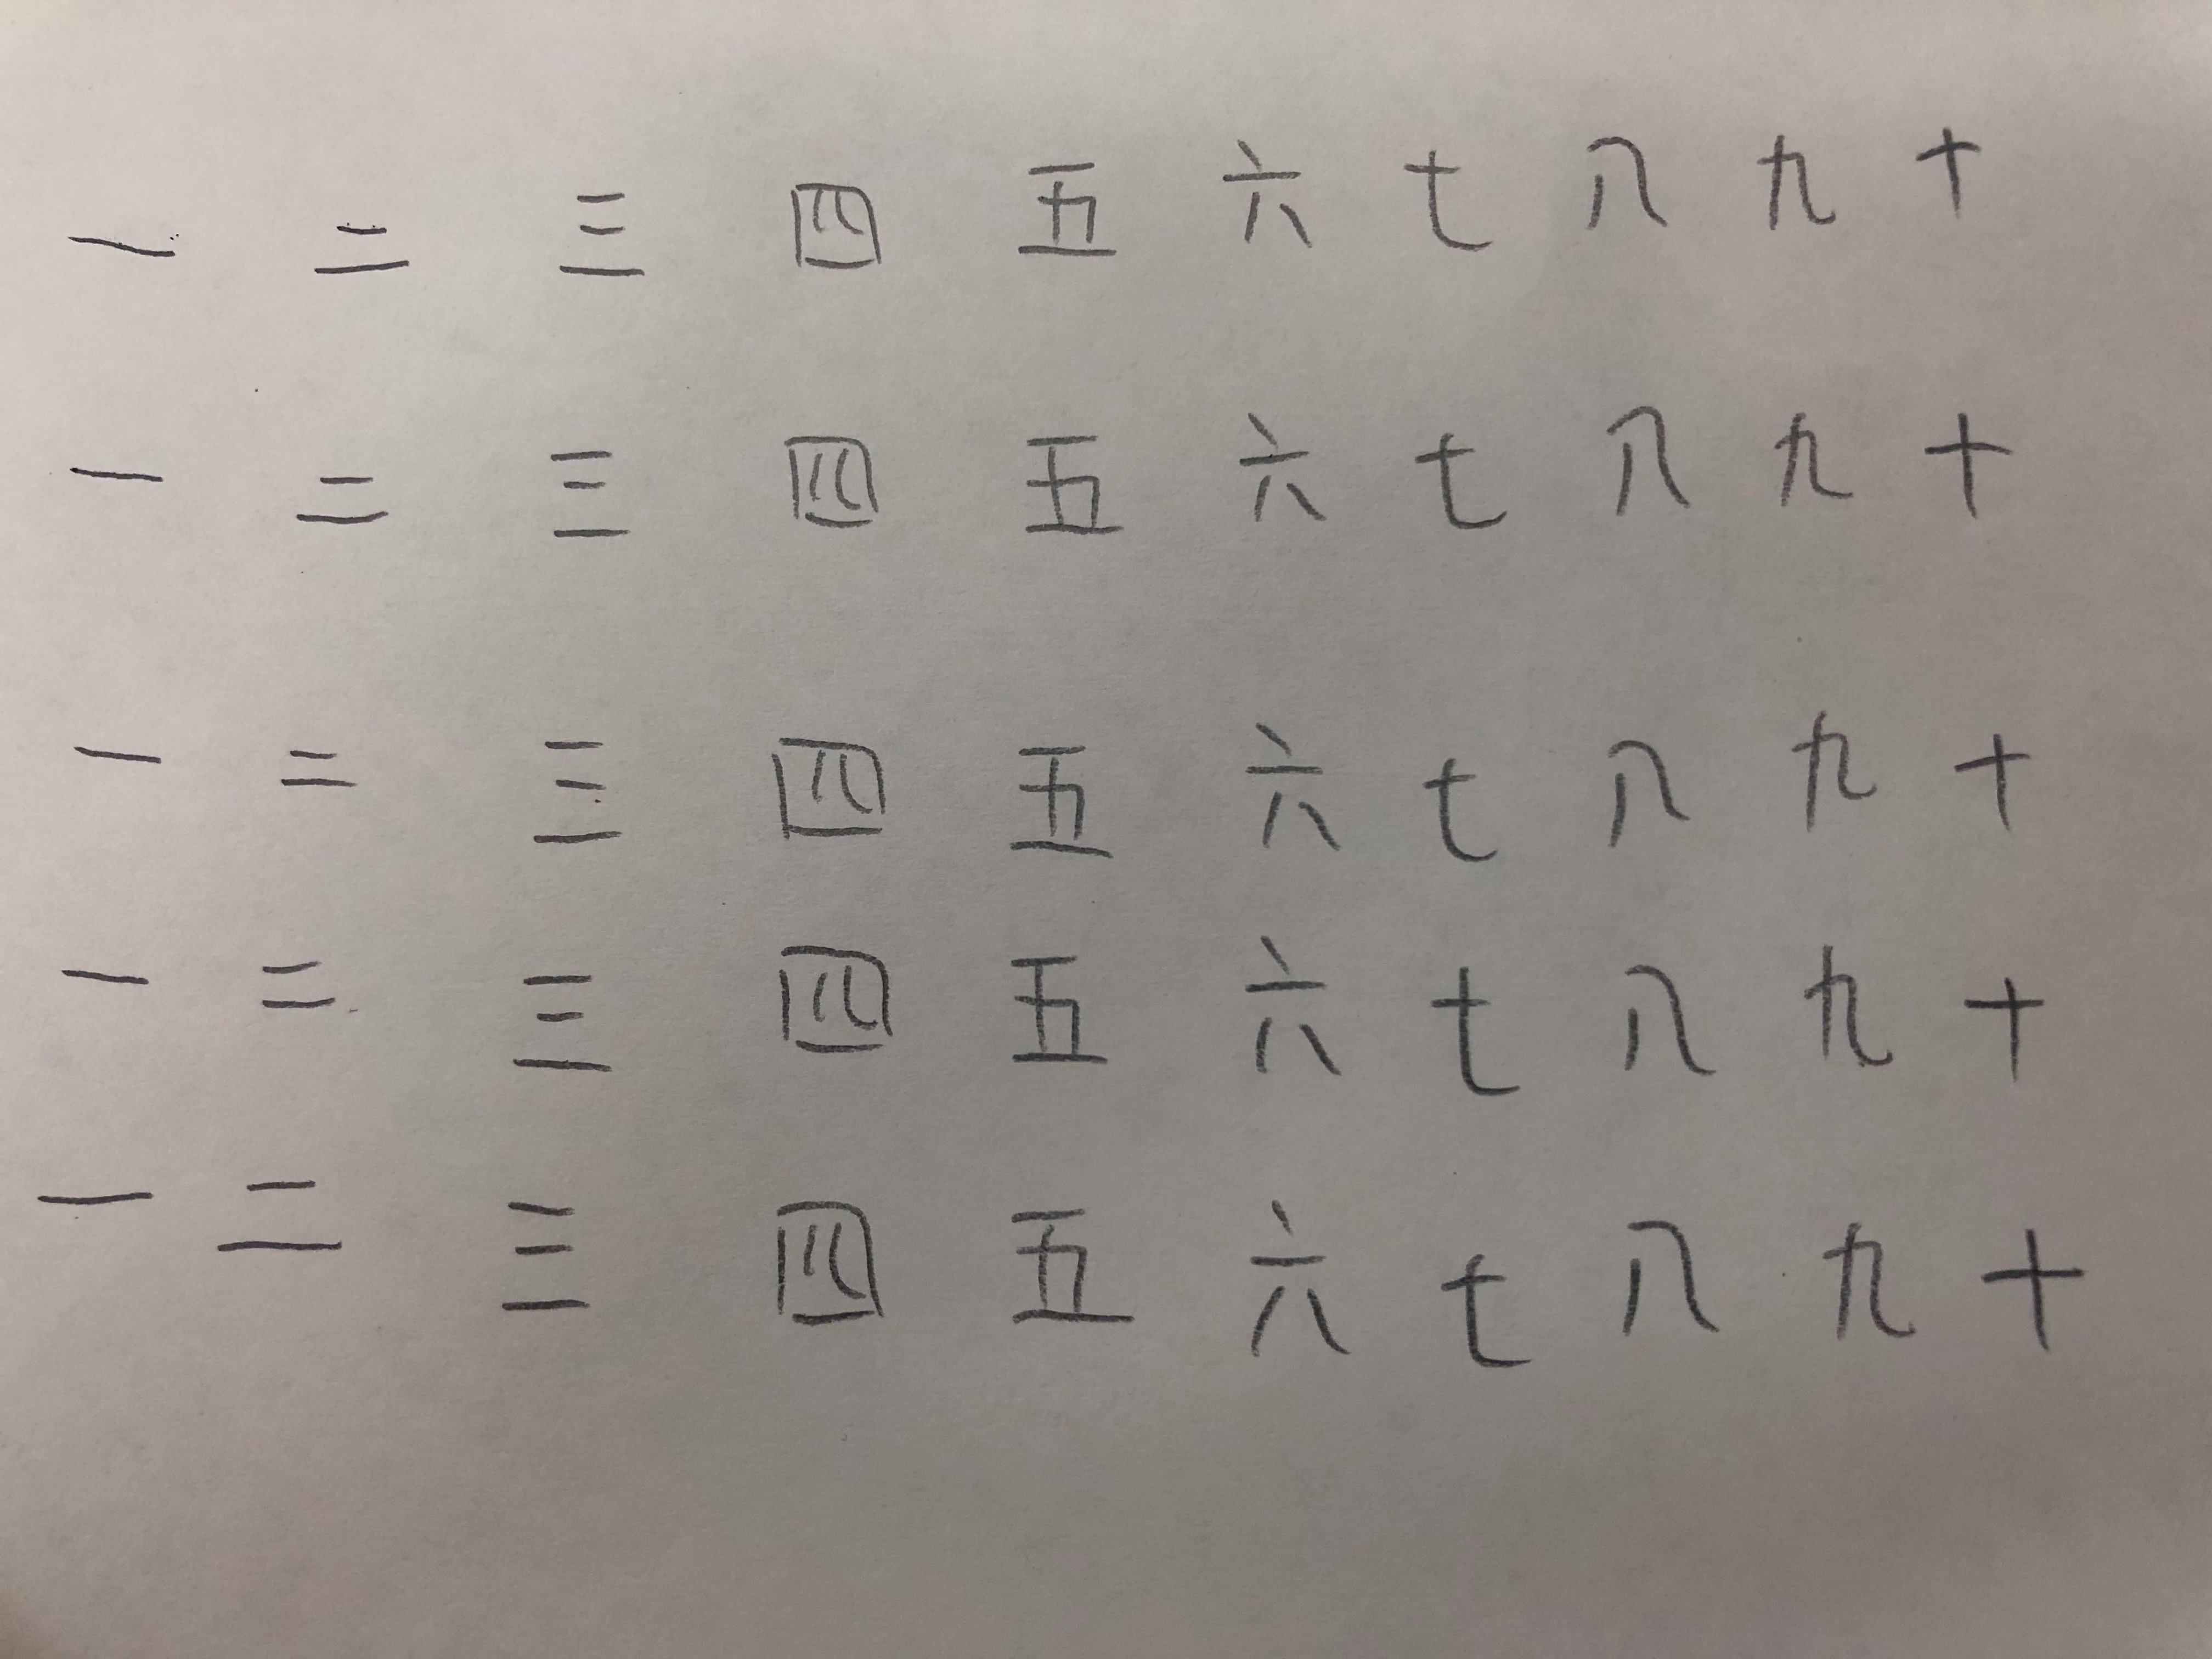 一 二 三 四 五 六 七 八 九 十
一 二 三 四 五 六 七 八 九 十
一 二 三 四 五 六 七 八 九 十
一 二 三 四 五 六 七 八 九 十
一 二 三 四 五 六 七 八 九 十